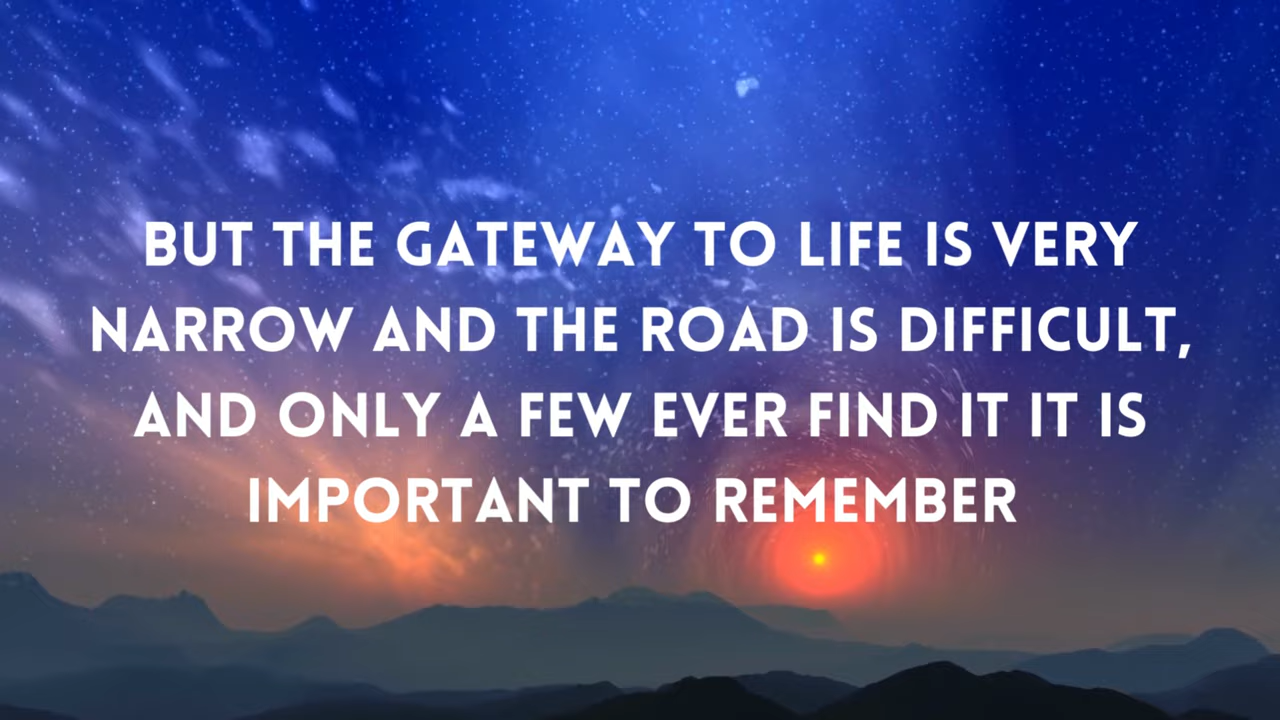 BUT THE GATEWAY TO LIFE IS VERY
NARROW AND THE ROAD IS DIFFICULT,
AND ONLY A FEW EVER FIND IT IT IS
IMPORTANT TO REMEMBER